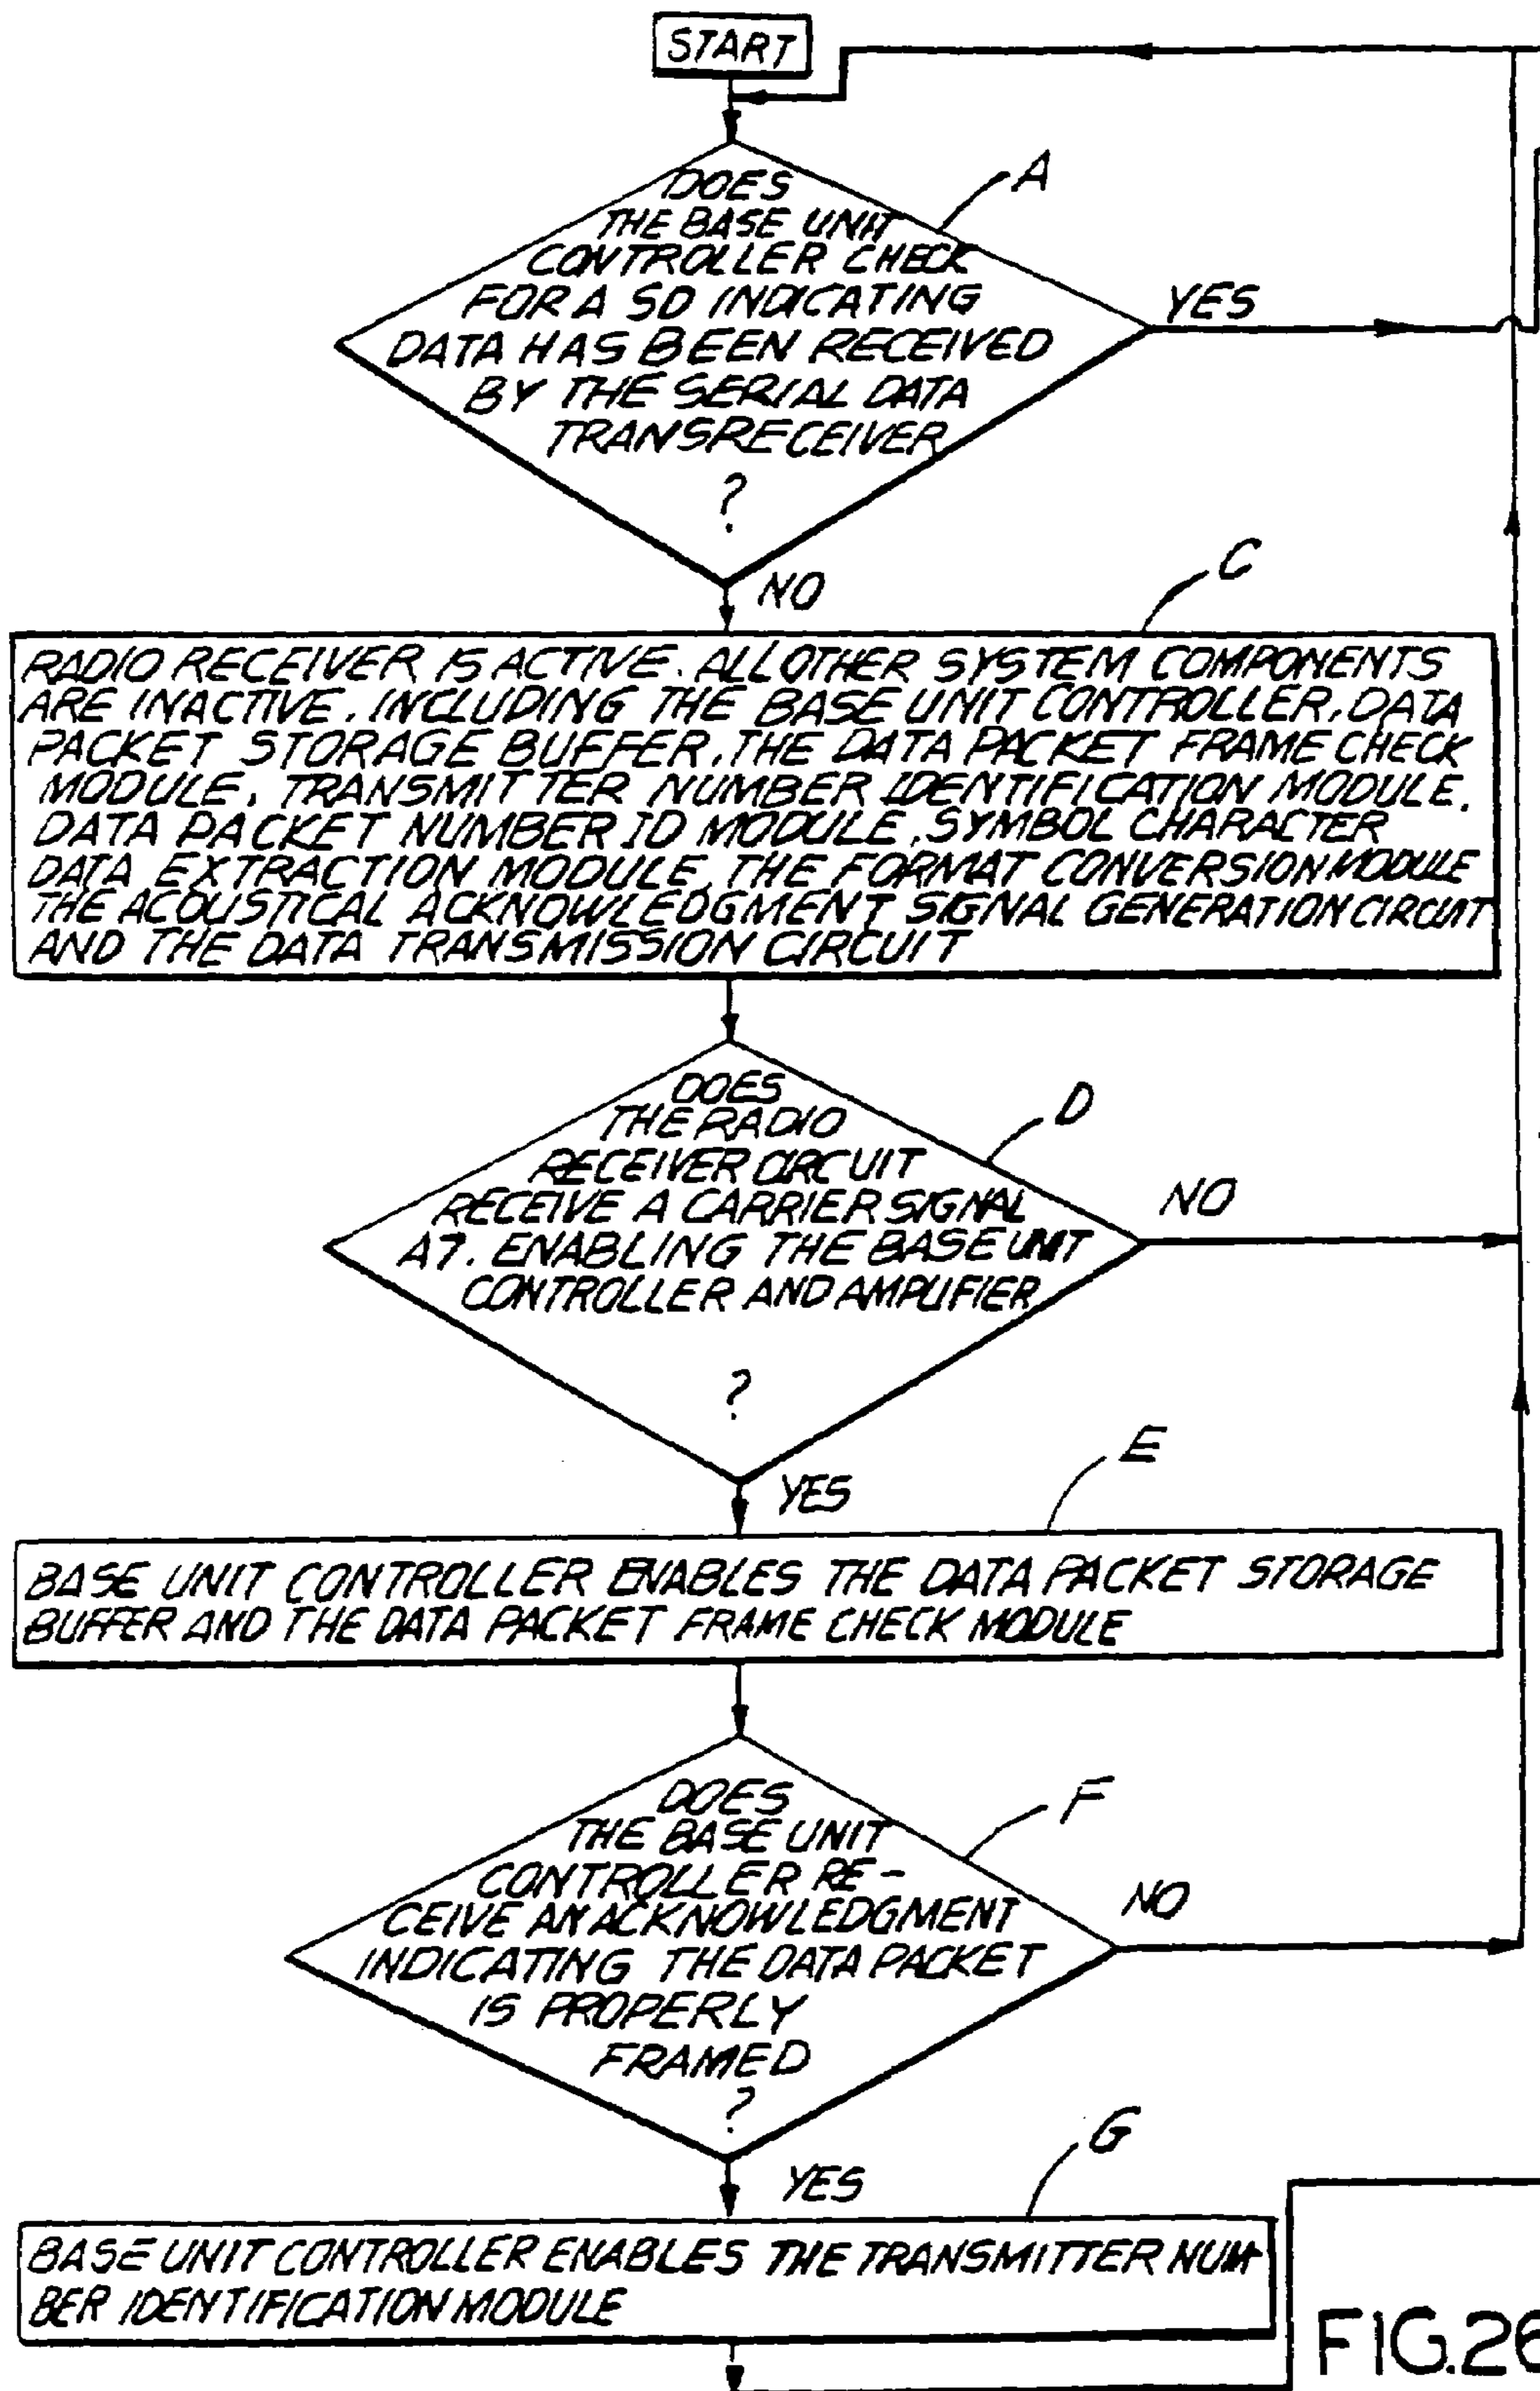 START
A
DOES
THE BASE UNIT
CONTROLLER CHECK
FOR A SD INDICATING
DATA HAS BEEN RECEIVED
BY THE SERIAL DATA
TRANSRECEIVER
?
YES
NO
C
RADIO RECEIVER IS ACTIVE. ALL OTHER SYSTEM COMPONENTS
ARE INACTIVE, INCLUDING THE BASE UNIT CONTROLLER, DATA
PACKET STORAGE BUFFER, THE DATA PACKET FRAME CHECK
MODULE, TRANSMITTER NUMBER IDENTIFICATION MODULE,
DATA PACKET NUMBER ID MODULE, SYMBOL CHARACTER
DATA EXTRACTION MODULE, THE FORMAT CONVERSION MODULE
THE ACOUSTICAL ACKNOWLEDGMENT SIGNAL GENERATION CIRCUIT
AND THE DATA TRANSMISSION CIRCUIT
D
DOES
THE RADIO
RECEIVER CIRCUIT
RECEIVE A CARRIER SIGNAL
A7. ENABLING THE BASE UNIT
CONTROLLER AND AMPLIFIER
?
NO
YES
E
BASE UNIT CONTROLLER ENABLES THE DATA PACKET STORAGE
BUFFER AND THE DATA PACKET FRAME CHECK MODULE
F
DOES
THE BASE UNIT
CONTROLLER RE-
CEIVE AN ACKNOWLEDGMENT
INDICATING THE DATA PACKET
IS PROPERLY
FRAMED
?
NO
YES
G
BASE UNIT CONTROLLER ENABLES THE TRANSMITTER NUM-
BER IDENTIFICATION MODULE
FIG.26